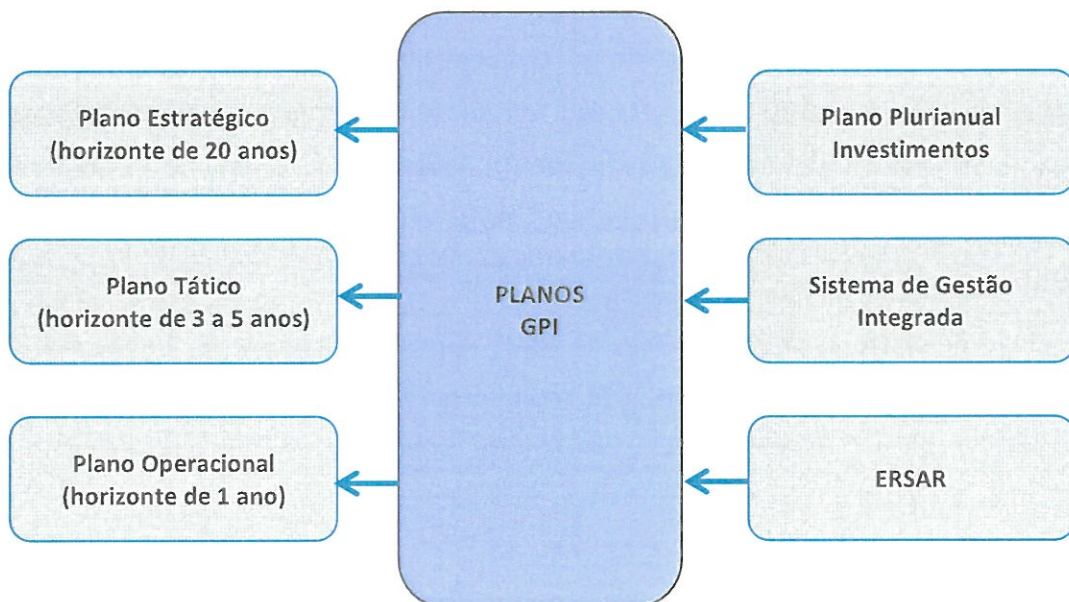 Plano Estratégico
(horizonte de 20 anos)
Plano Tático
(horizonte de 3 a 5 anos)
Plano Operacional
(horizonte de 1 ano)
PLANOS
GPI
Plano Plurianual
Investimentos
Sistema de Gestão
Integrada
ERSAR